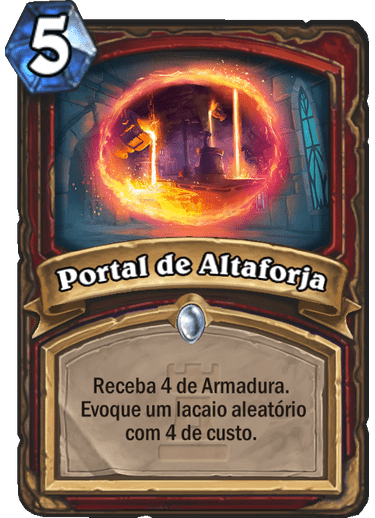 5
Portal de Altaforja
Receba 4 de Armadura.
Evoque um lacaio aleatório
com 4 de custo.